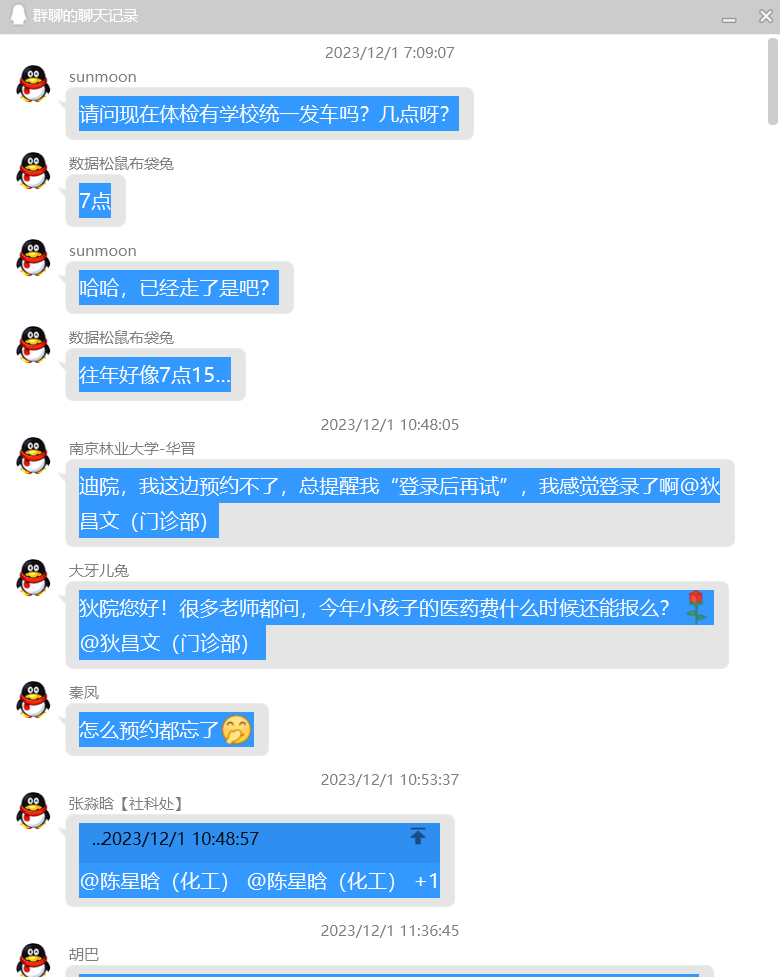 群聊的聊天记录
2023/12/1 7:09:07
sunmoon
请问现在体检有学校统一发车吗？几点呀？
数据松鼠布袋兔
7点
sunmoon
哈哈，已经走了是吧？
数据松鼠布袋兔
往年好像7点15...
2023/12/1 10:48:05
南京林业大学-华晋
迪院，我这边预约不了，总提醒我“登录后再试”，我感觉登录了啊@狄
昌文（门诊部）
大牙儿兔
狄院您好！很多老师都问，今年小孩子的医药费什么时候还能报么？
@狄昌文（门诊部）
秦凤
怎么预约都忘了
2023/12/1 10:53:37
张淼晗【社科处】
...2023/12/1 10:48:57
@陈星晗（化工） @陈星晗（化工） +1
2023/12/1 11:36:45
胡巴